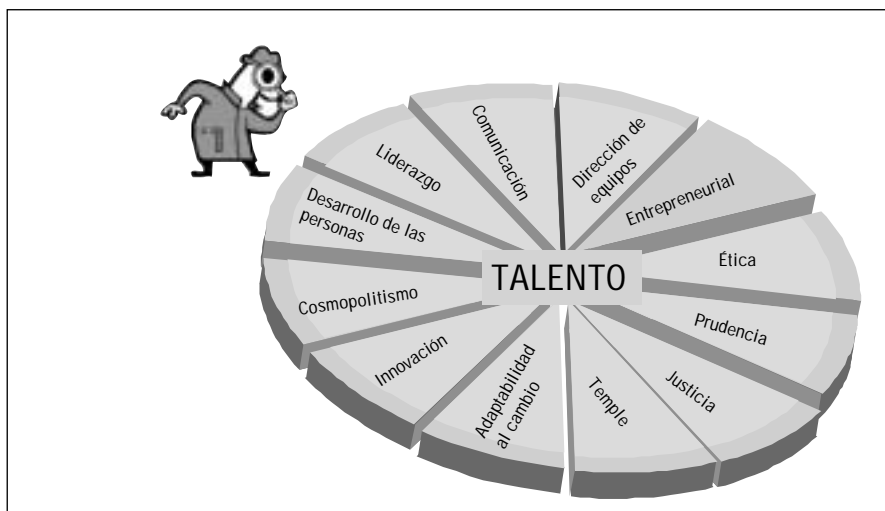 Comunicación
Dirección de
equipos
Liderazgo
Entrepreneurial
Desarrollo de las
personas
Ética
TALENTO
Cosmopolitismo
Prudencia
Innovación
Justicia
Adaptabilidad
al cambio
Temple